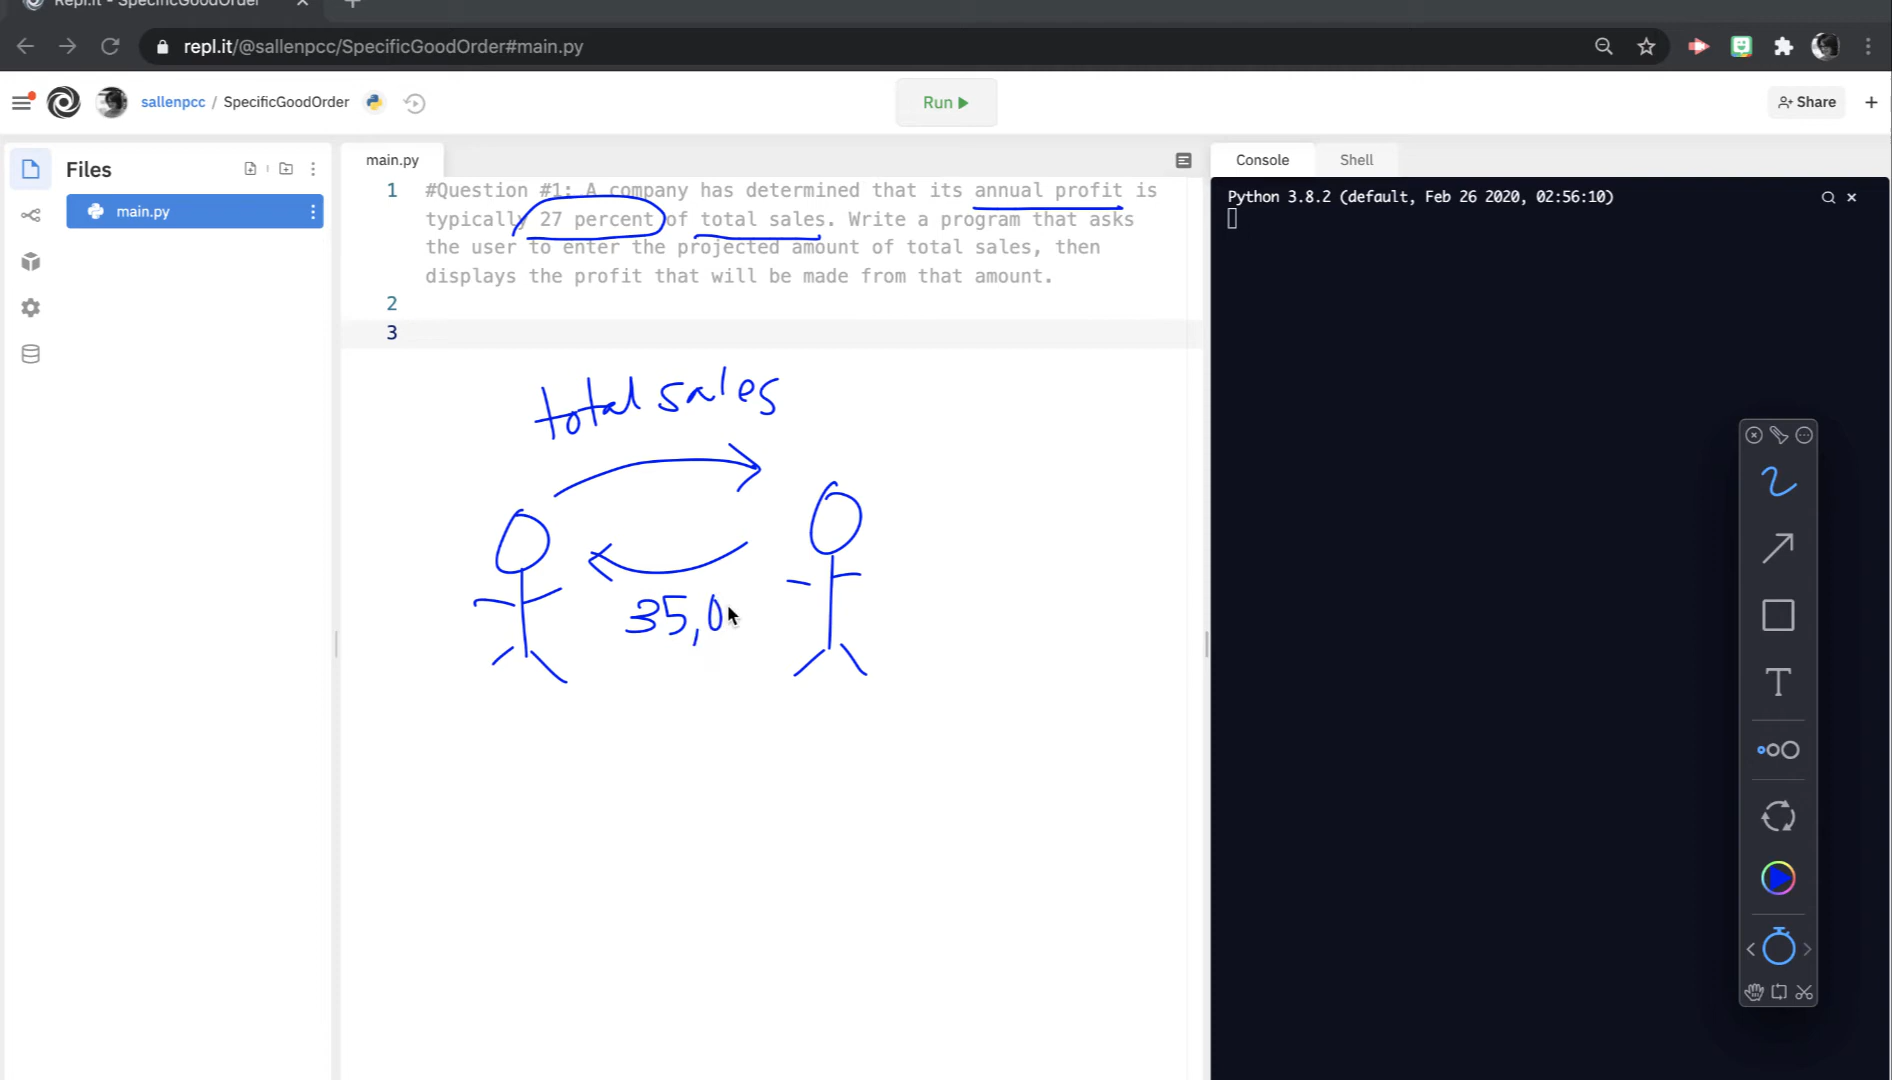 Repl.it - SpecificGoodOrder
repl.it/@sallenpcc/SpecificGoodOrder#main.py
sallenpcc / SpecificGoodOrder
Run
Share
Files
main.py
main.py
1 #Question #1: A company has determined that its annual profit is
typically 27 percent of total sales. Write a program that asks
the user to enter the projected amount of total sales, then
displays the profit that will be made from that amount.
2
3
total sales
35,0
Console
Shell
Python 3.8.2 (default, Feb 26 2020, 02:56:10)
T